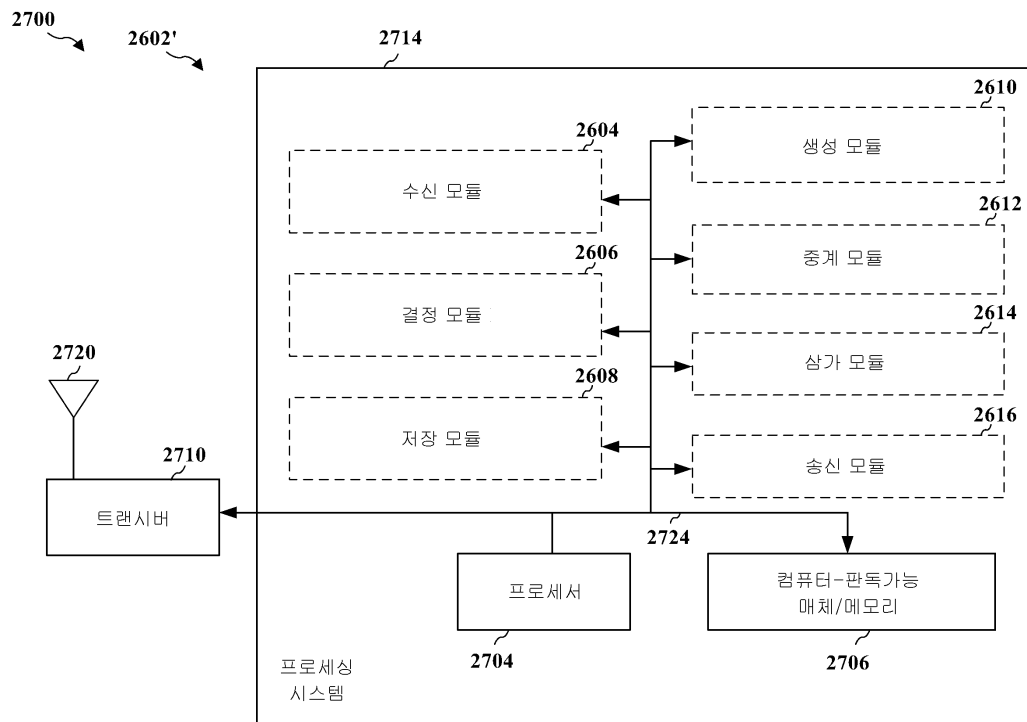 2700
2602'
2714
2610
생성 모듈
2604
수신 모듈
2612
중계 모듈
2606
결정 모듈
2614
삼가 모듈
2720
2608
저장 모듈
2616
송신 모듈
2710
트랜시버
2724
프로세서
2704
컴퓨터-판독가능
매체/메모리
2706
프로세싱
시스템